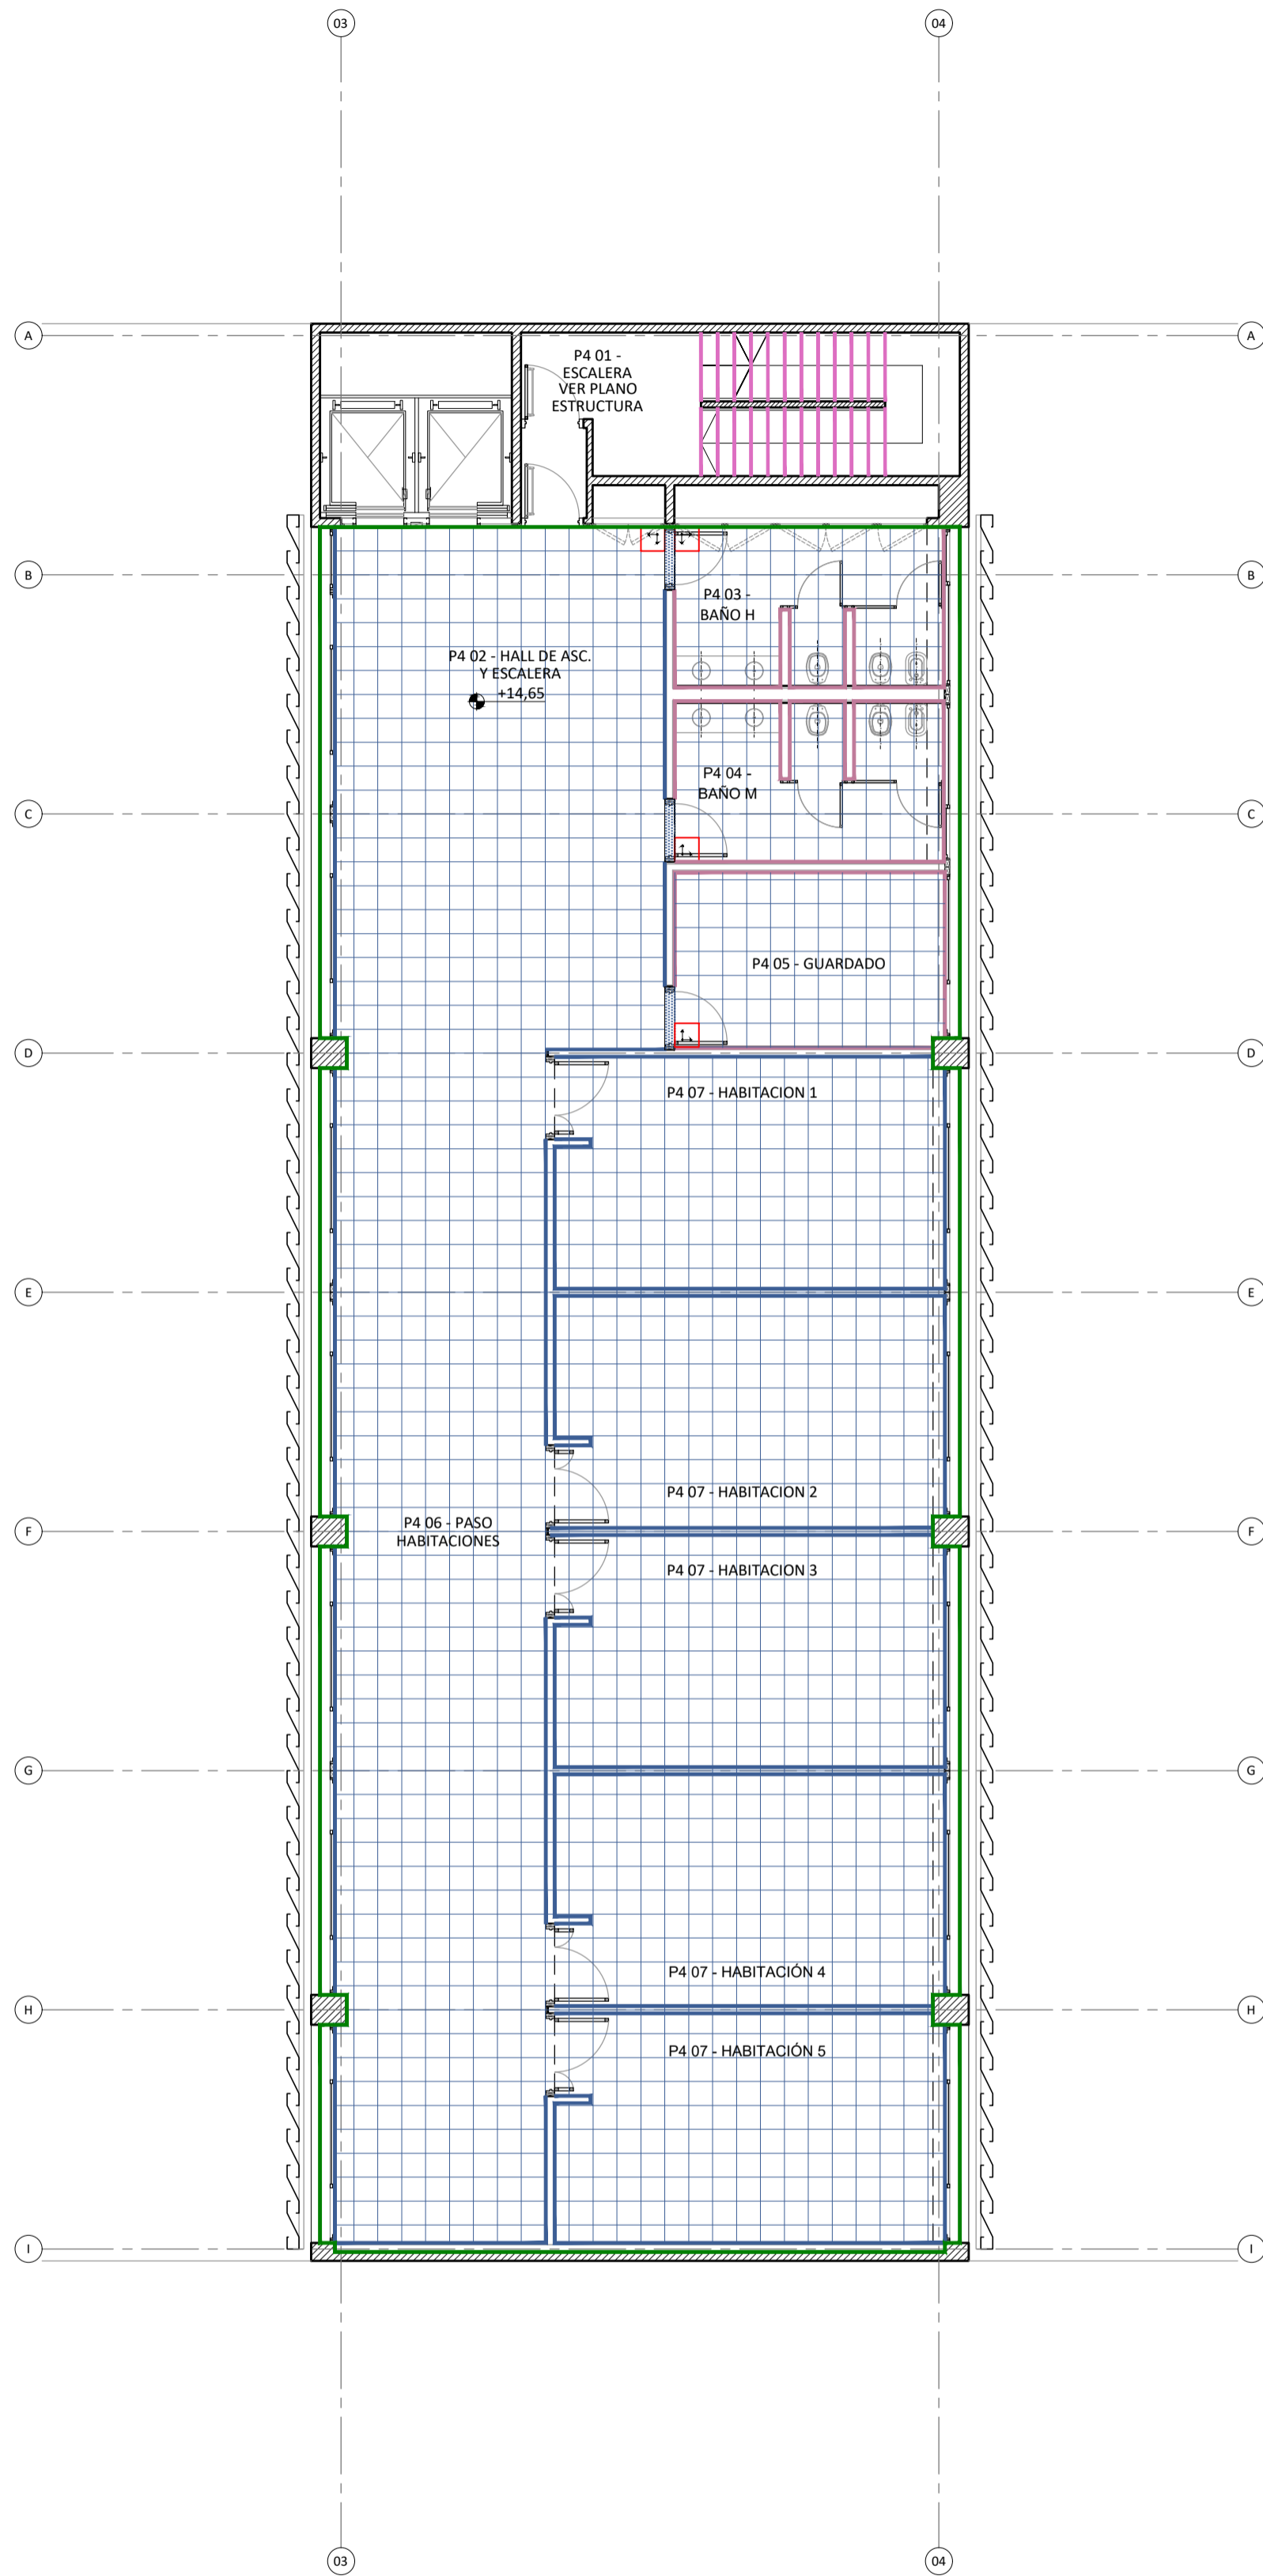 03
04
A
A
P4 01 -
ESCALERA
VER PLANO
ESTRUCTURA
B
B
P4 03 -
BAÑO H
P4 02 - HALL DE ASC.
Y ESCALERA
+14,65
P4 04 -
BAÑO M
C
C
P4 05 - GUARDADO
D
D
P4 07 - HABITACION 1
E
E
P4 07 - HABITACION 2
P4 06 - PASO
HABITACIONES
F
F
P4 07 - HABITACION 3
G
G
P4 07 - HABITACIÓN 4
H
H
P4 07 - HABITACIÓN 5
I
I
03
04